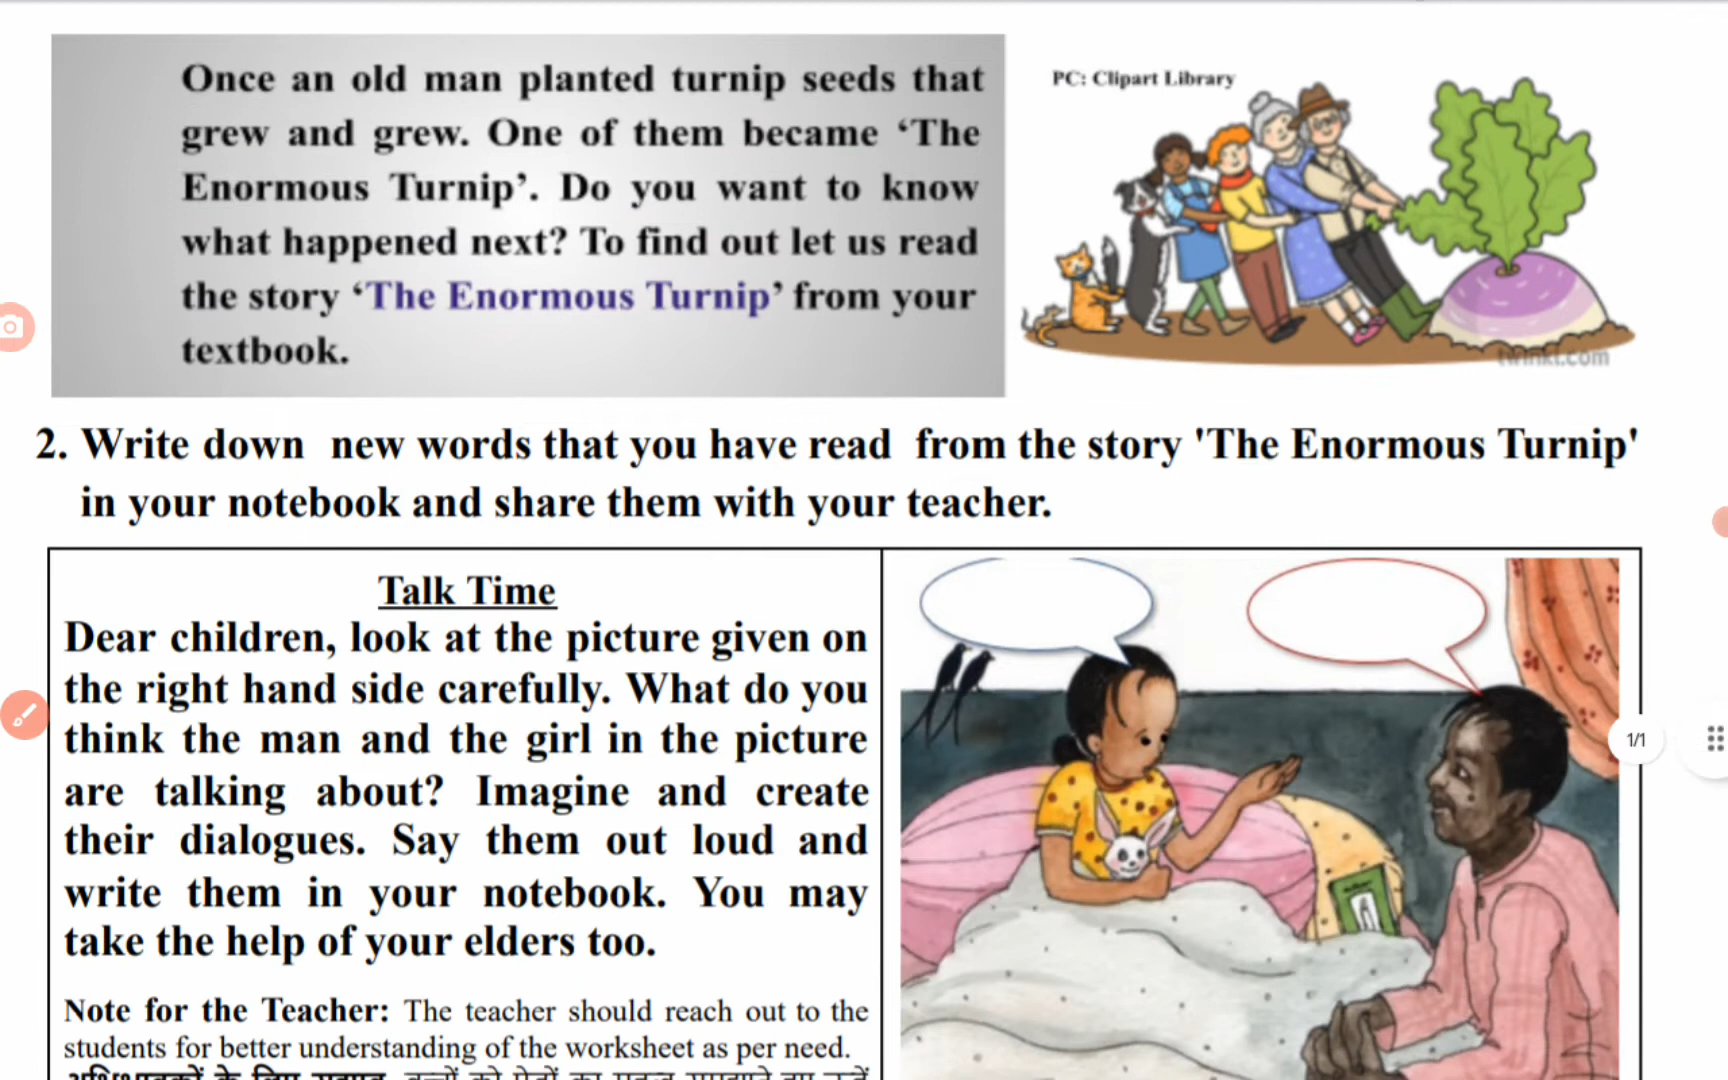 Once an old man planted turnip seeds that
grew and grew. One of them became ‘The
Enormous Turnip’. Do you want to know
what happened next? To find out let us read
the story ‘The Enormous Turnip’ from your
textbook.
PC: Clipart Library
twinkl.com
2. Write down new words that you have read from the story 'The Enormous Turnip'
in your notebook and share them with your teacher.
Talk Time
Dear children, look at the picture given on
the right hand side carefully. What do you
think the man and the girl in the picture
are talking about? Imagine and create
their dialogues. Say them out loud and
write them in your notebook. You may
take the help of your elders too.
Note for the Teacher: The teacher should reach out to the
students for better understanding of the worksheet as per need.
1/1